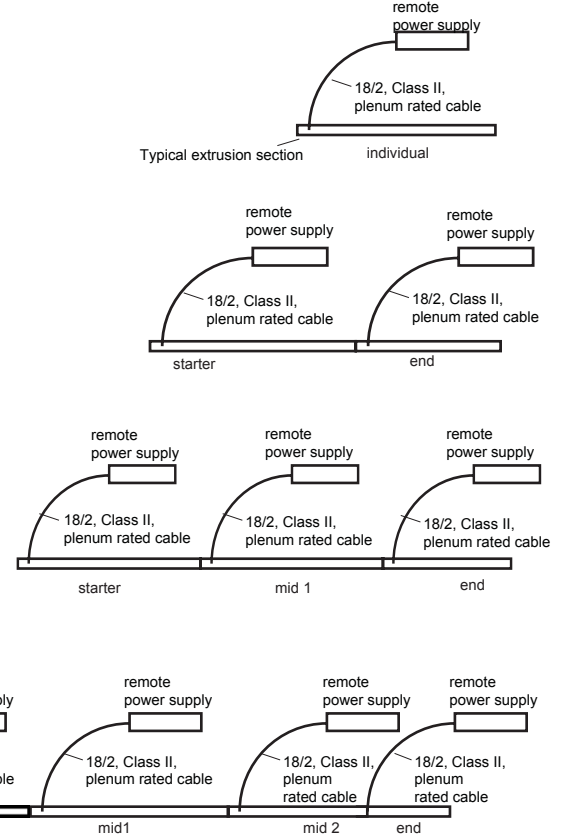 remote
power supply
18/2, Class II,
plenum rated cable
Typical extrusion section
individual
remote
power supply
18/2, Class II,
plenum rated cable
remote
power supply
18/2, Class II,
plenum rated cable
starter
end
remote
power supply
18/2, Class II,
plenum rated cable
remote
power supply
18/2, Class II,
plenum rated cable
remote
power supply
18/2, Class II,
plenum rated cable
starter
mid 1
end
remote
power supply
18/2, Class II,
plenum rated cable
remote
power supply
18/2, Class II,
plenum
rated cable
remote
power supply
18/2, Class II,
plenum
rated cable
mid1
mid 2
end